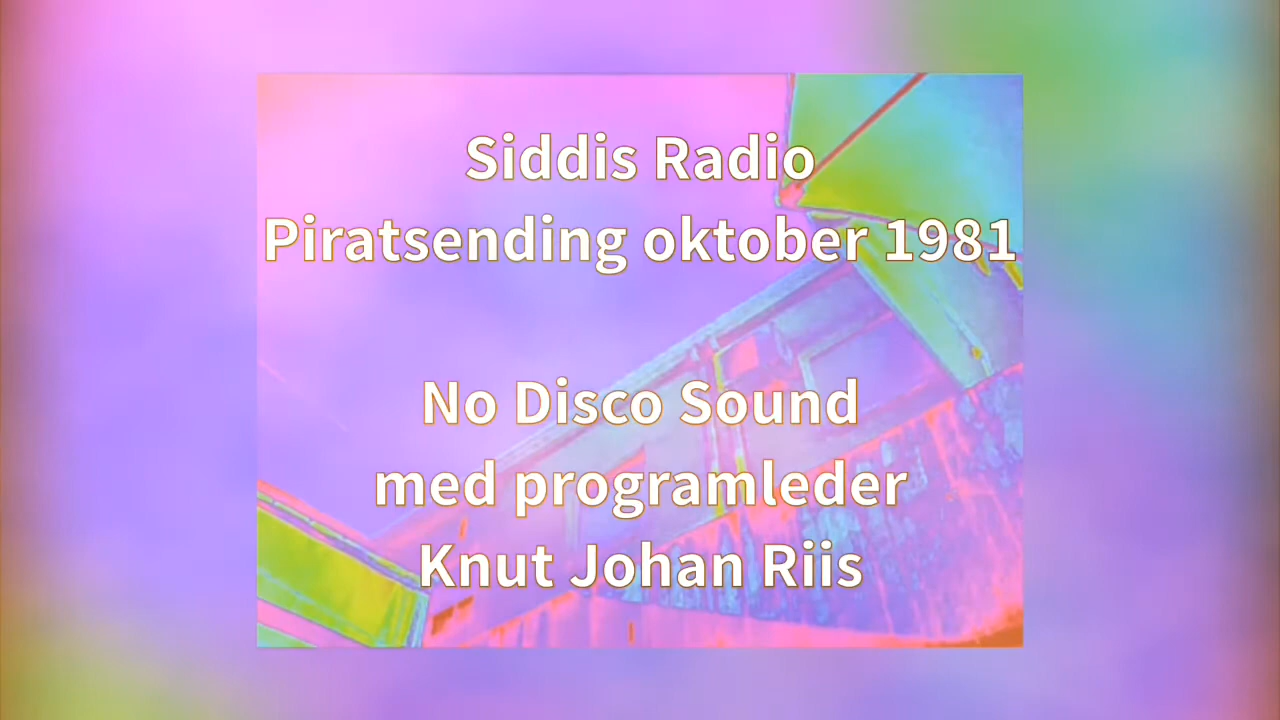 Siddis Radio
Piratsending oktober 1981
No Disco Sound
med programleder
Knut Johan Riis